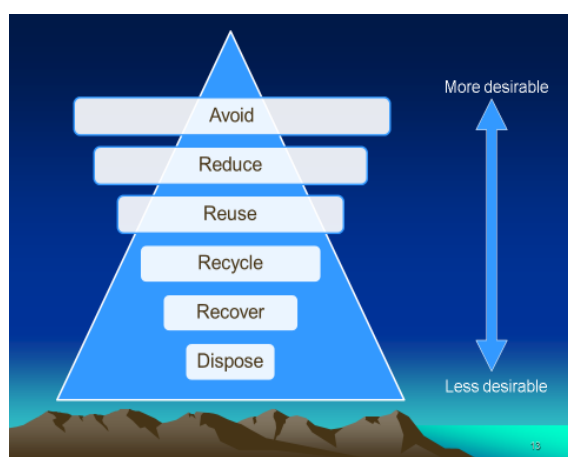 More desirable
Avoid
Reduce
Reuse
Recycle
Recover
Dispose
Less desirable
13